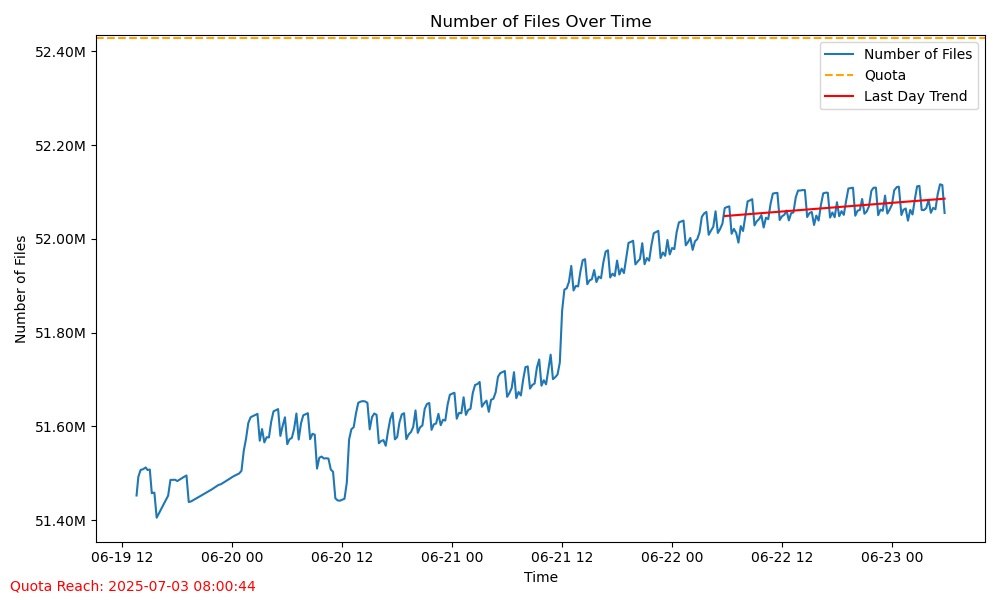 Number of Files Over Time
52.40M
52.20M
52.00M
51.80M
51.60M
51.40M
Number of Files
Number of Files
Quota
Last Day Trend
06-19 12
06-20 00
06-20 12
06-21 00
06-21 12
06-22 00
06-22 12
06-23 00
Time
Quota Reach: 2025-07-03 08:00:44